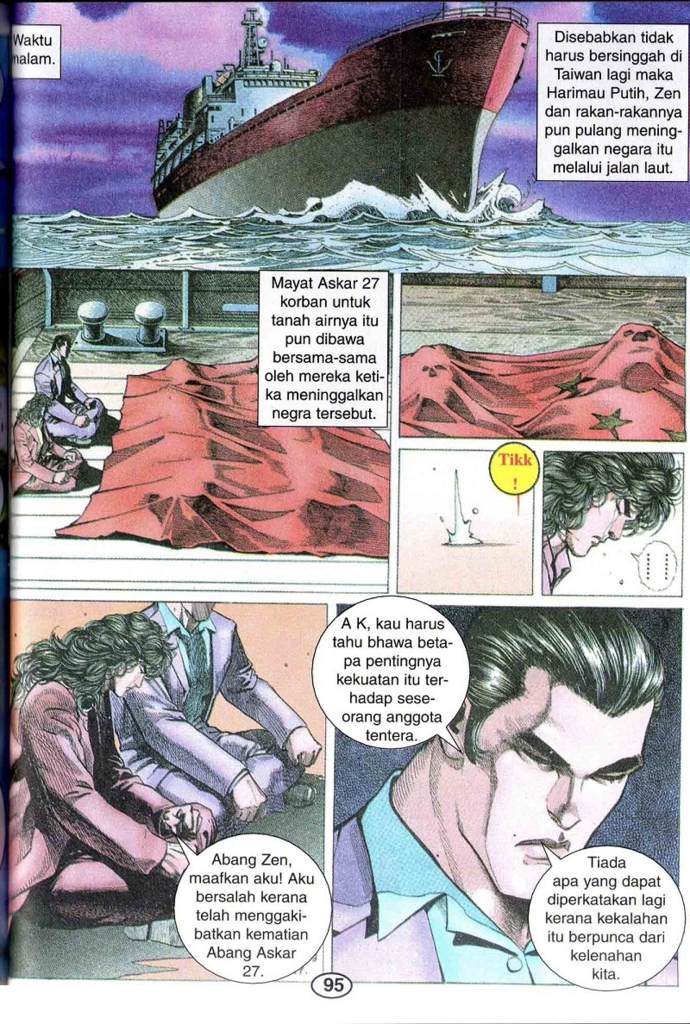 Waktu
malam.
Disebabkan tidak
harus bersinggah di
Taiwan lagi maka
Harimau Putih, Zen
dan rakan-rakannya
pun pulang mening-
galkan negara itu
melalui jalan laut.
Mayat Askar 27
korban untuk
tanah airnya itu
pun dibawa
bersama-sama
oleh mereka keti-
ka meninggalkan
negra tersebut.
Tikk
!
A K, kau harus
tahu bhawa beta-
pa pentingnya
kekuatan itu ter-
hadap sese-
orang anggota
tentera.
Abang Zen,
maafkan aku! Aku
bersalah kerana
telah menggaki-
batkan kematian
Abang Askar
27.
Tiada
apa yang dapat
diperkatakan lagi
kerana kekalahan
itu berpunca dari
kelenahan
kita.
95